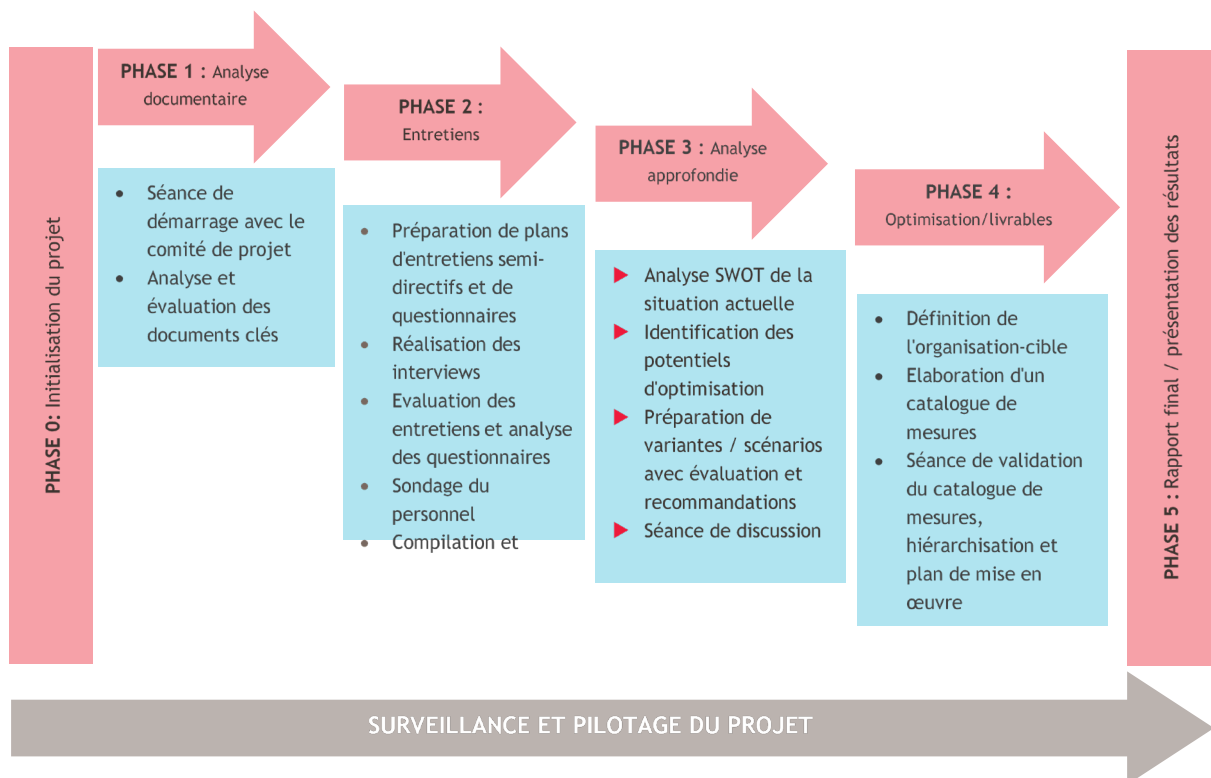 PHASE 0: Initialisation du projet
PHASE 1 : Analyse
documentaire
• Séance de
démarrage avec le
comité de projet
• Analyse et
évaluation des
documents clés
PHASE 2 :
Entretiens
• Préparation de plans
d'entretiens semi-
directifs et de
questionnaires
• Réalisation des
interviews
• Evaluation des
entretiens et analyse
des questionnaires
• Sondage du
personnel
• Compilation et
PHASE 3 : Analyse
approfondie
▶ Analyse SWOT de la
situation actuelle
▶ Identification des
potentiels
d'optimisation
▶ Préparation de
variantes / scénarios
avec évaluation et
recommandations
▶ Séance de discussion
PHASE 4 :
Optimisation/livrables
• Définition de
l'organisation-cible
• Elaboration d'un
catalogue de
mesures
• Séance de validation
du catalogue de
mesures,
hiérarchisation et
plan de mise en
œuvre
PHASE 5 : Rapport final / présentation des résultats
SURVEILLANCE ET PILOTAGE DU PROJET